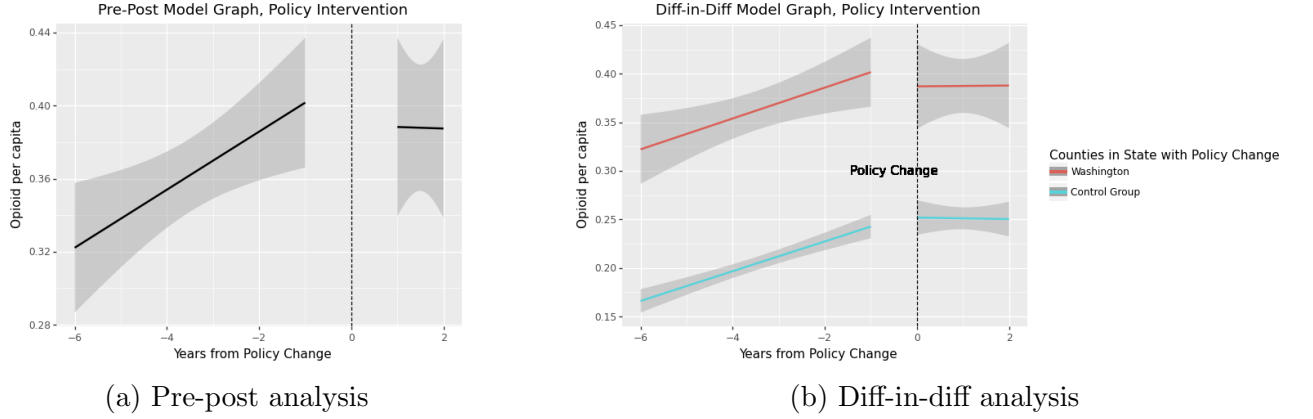 Pre-Post Model Graph, Policy Intervention
0.44
0.40
0.36
0.32
0.28
Opioid per capita
−6
−4
−2
0
2
Years from Policy Change
(a) Pre-post analysis
Diff-in-Diff Model Graph, Policy Intervention
0.45
0.40
0.35
0.30
0.25
0.20
0.15
Opioid per capita
Policy Change
−6
−4
−2
0
2
Years from Policy Change
Counties in State with Policy Change
Washington
Control Group
(b) Diff-in-diff analysis